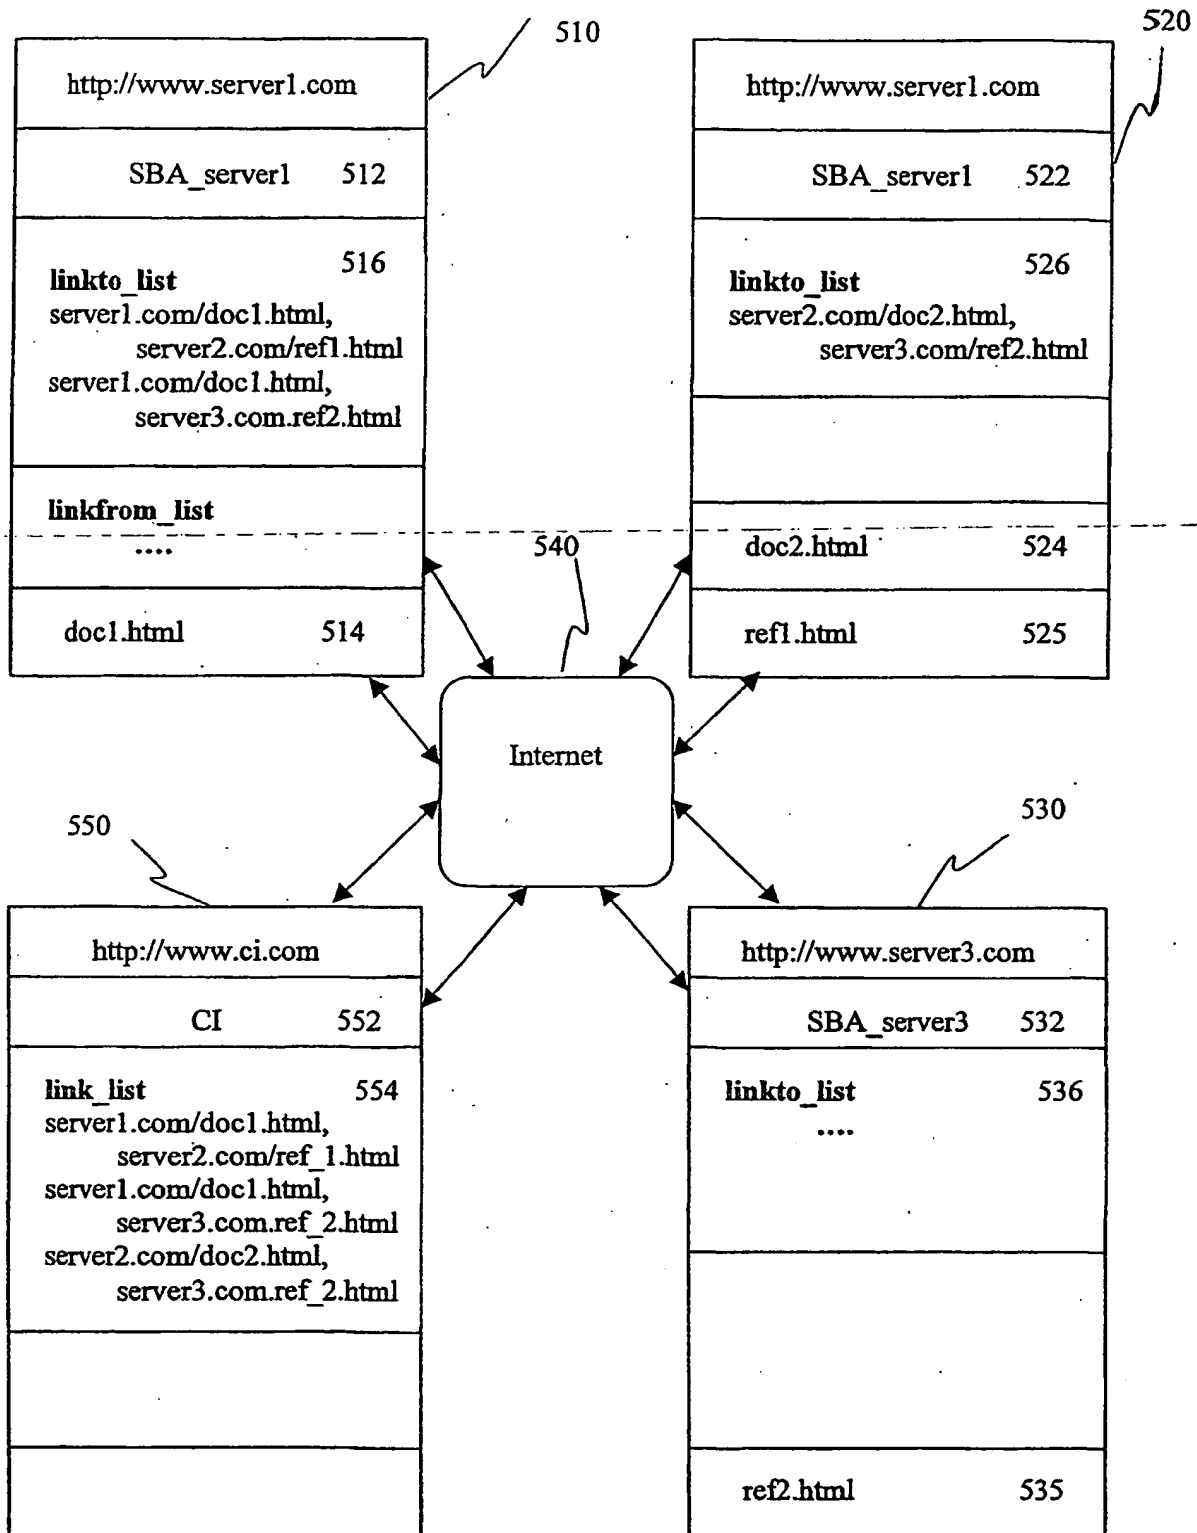 510
http://www.server1.com
SBA_server1 512
516
linkto_list
server1.com/doc1.html,
server2.com/ref1.html
server1.com/doc1.html,
server3.com.ref2.html
linkfrom_list
....
doc1.html 514
520
http://www.server1.com
SBA_server1 522
526
linkto_list
server2.com/doc2.html,
server3.com/ref2.html
doc2.html 524
ref1.html 525
540
Internet
550
http://www.ci.com
CI 552
link_list 554
server1.com/doc1.html,
server2.com/ref_1.html
server1.com/doc1.html,
server3.com.ref_2.html
server2.com/doc2.html,
server3.com.ref_2.html
530
http://www.server3.com
SBA_server3 532
linkto_list 536
....
ref2.html 535